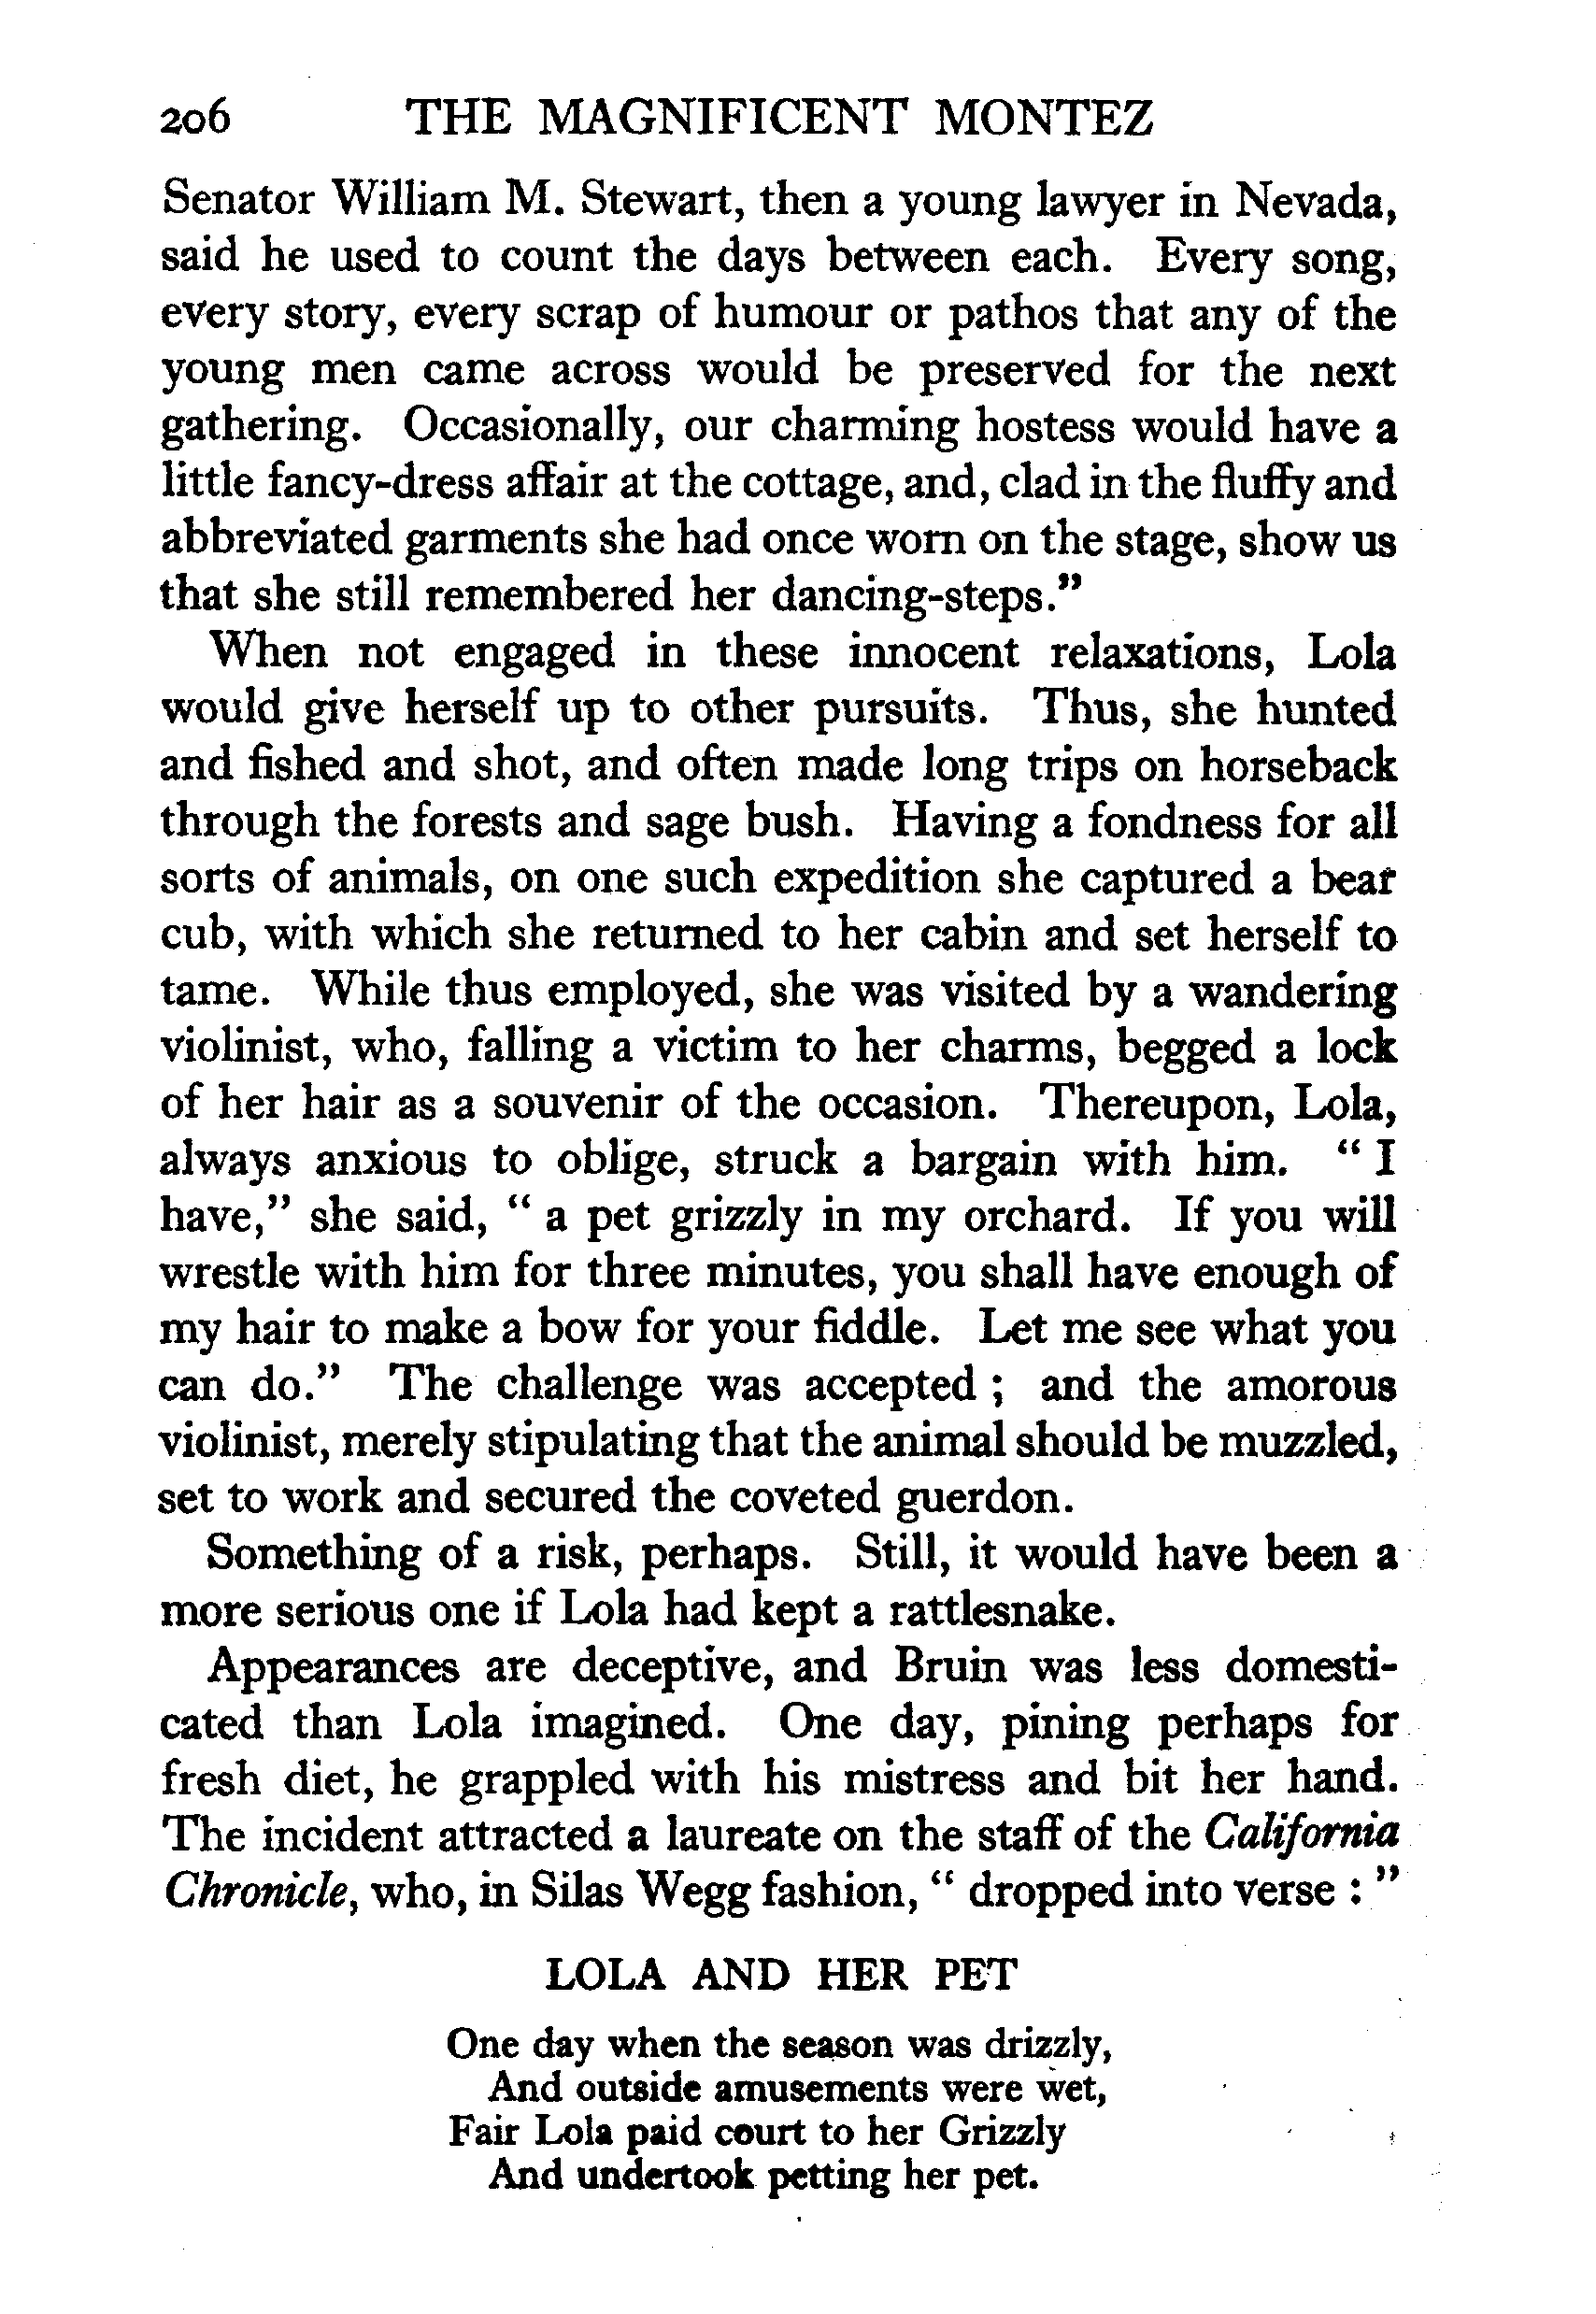 206 THE MAGNIFICENT MONTEZ
Senator William M. Stewart, then a young lawyer in Nevada,
said he used to count the days between each. Every song,
every story, every scrap of humour or pathos that any of the
young men came across would be preserved for the next
gathering. Occasionally, our charming hostess would have a
little fancy-dress affair at the cottage, and, clad in the fluffy and
abbreviated garments she had once worn on the stage, show us
that she still remembered her dancing-steps.”
When not engaged in these innocent relaxations, Lola
would give herself up to other pursuits. Thus, she hunted
and fished and shot, and often made long trips on horseback
through the forests and sage bush. Having a fondness for all
sorts of animals, on one such expedition she captured a bear
cub, with which she returned to her cabin and set herself to
tame. While thus employed, she was visited by a wandering
violinist, who, falling a victim to her charms, begged a lock
of her hair as a souvenir of the occasion. Thereupon, Lola,
always anxious to oblige, struck a bargain with him. “ I
have,” she said, “ a pet grizzly in my orchard. If you will
wrestle with him for three minutes, you shall have enough of
my hair to make a bow for your fiddle. Let me see what you
can do.” The challenge was accepted ; and the amorous
violinist, merely stipulating that the animal should be muzzled,
set to work and secured the coveted guerdon.
Something of a risk, perhaps. Still, it would have been a
more serious one if Lola had kept a rattlesnake.
Appearances are deceptive, and Bruin was less domesti-
cated than Lola imagined. One day, pining perhaps for
fresh diet, he grappled with his mistress and bit her hand.
The incident attracted a laureate on the staff of the California
Chronicle, who, in Silas Wegg fashion, “ dropped into verse : ”
LOLA AND HER PET
One day when the season was drizzly,
And outside amusements were wet,
Fair Lola paid court to her Grizzly
And undertook petting her pet.